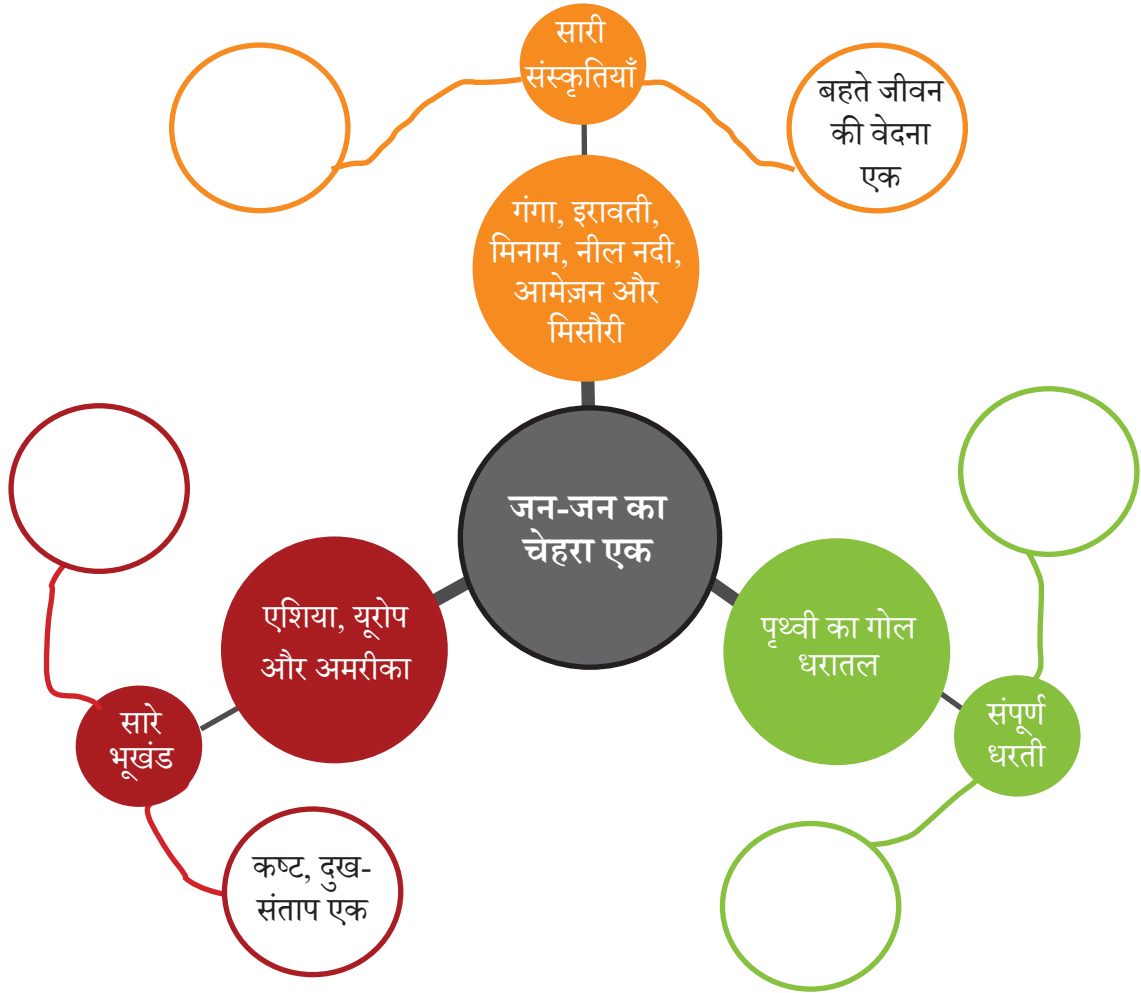 सारी
संस्कृतियाँ
बहते जीवन
की वेदना
एक
गंगा, इरावती,
मिनाम, नील नदी,
आमेज़न और
मिसौरी
जन-जन का
चेहरा एक
एशिया, यूरोप
और अमरीका
पृथ्वी का गोल
धरातल
सारे
भूखंड
संपूर्ण
धरती
कष्ट, दुख-
संताप एक